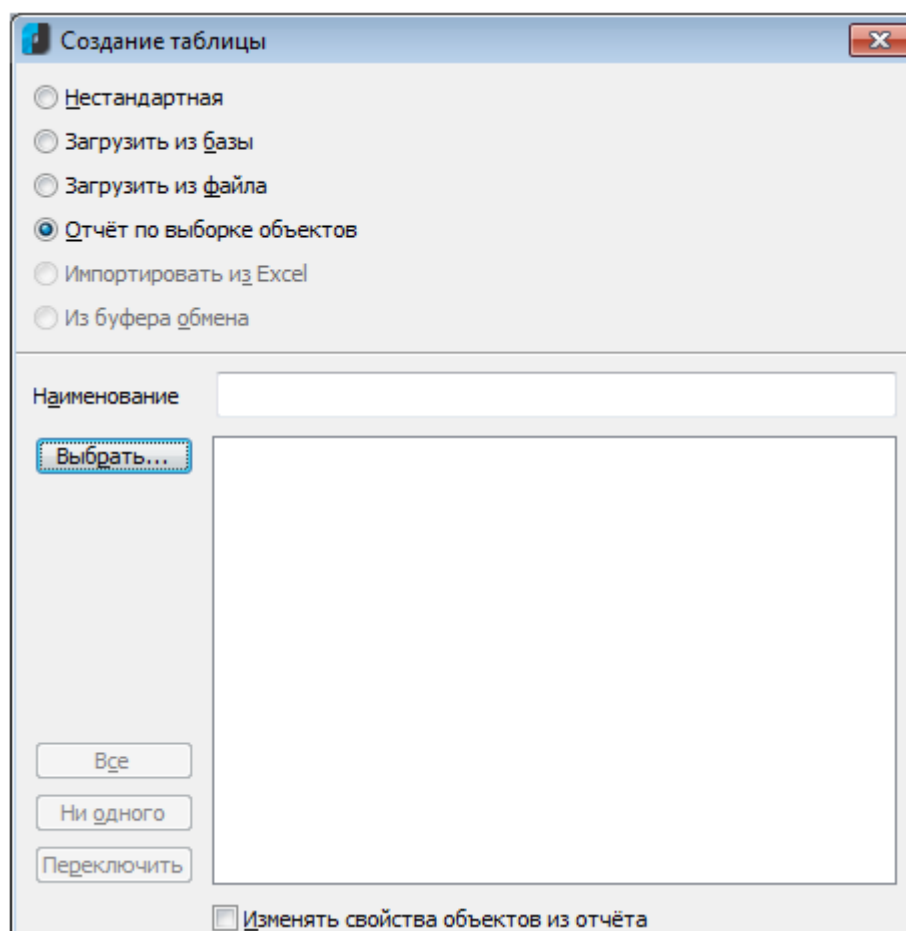 Создание таблицы
Нестандартная
Загрузить из базы
Загрузить из файла
Отчёт по выборке объектов
Импортировать из Excel
Из буфера обмена
Наименование
Выбрать...
Все
Ни одного
Переключить
Изменять свойства объектов из отчёта